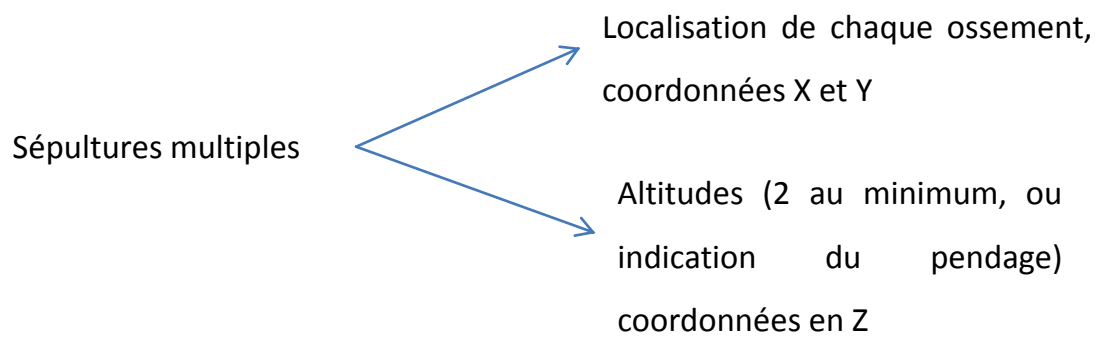 Sépultures multiples
Localisation de chaque ossement,
coordonnées X et Y
Altitudes (2 au minimum, ou
indication du pendage)
coordonnées en Z